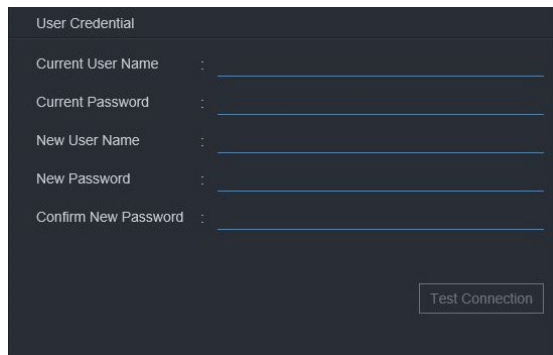 User Credential
Current User Name :
Current Password :
New User Name :
New Password :
Confirm New Password :
Test Connection